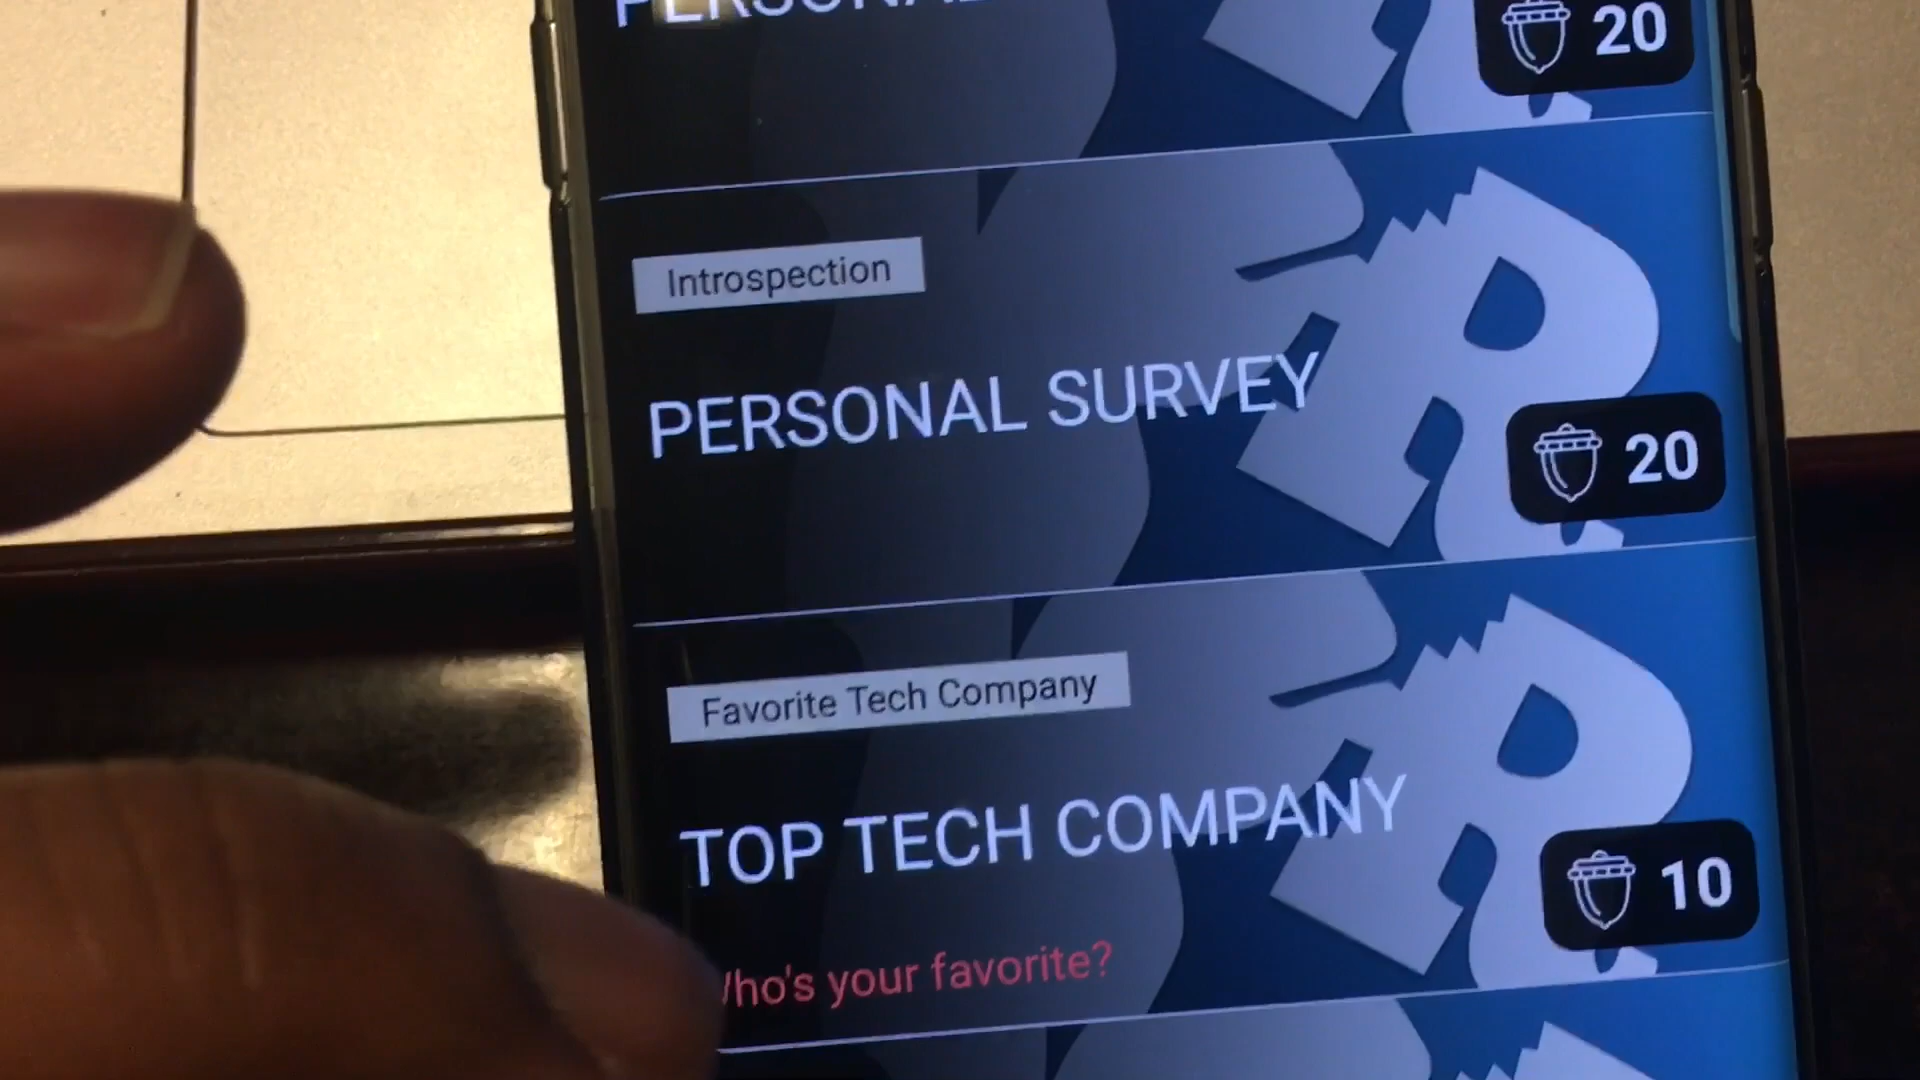 PERSONAL
20
Introspection
PERSONAL SURVEY
20
Favorite Tech Company
TOP TECH COMPANY
10
Who's your favorite?